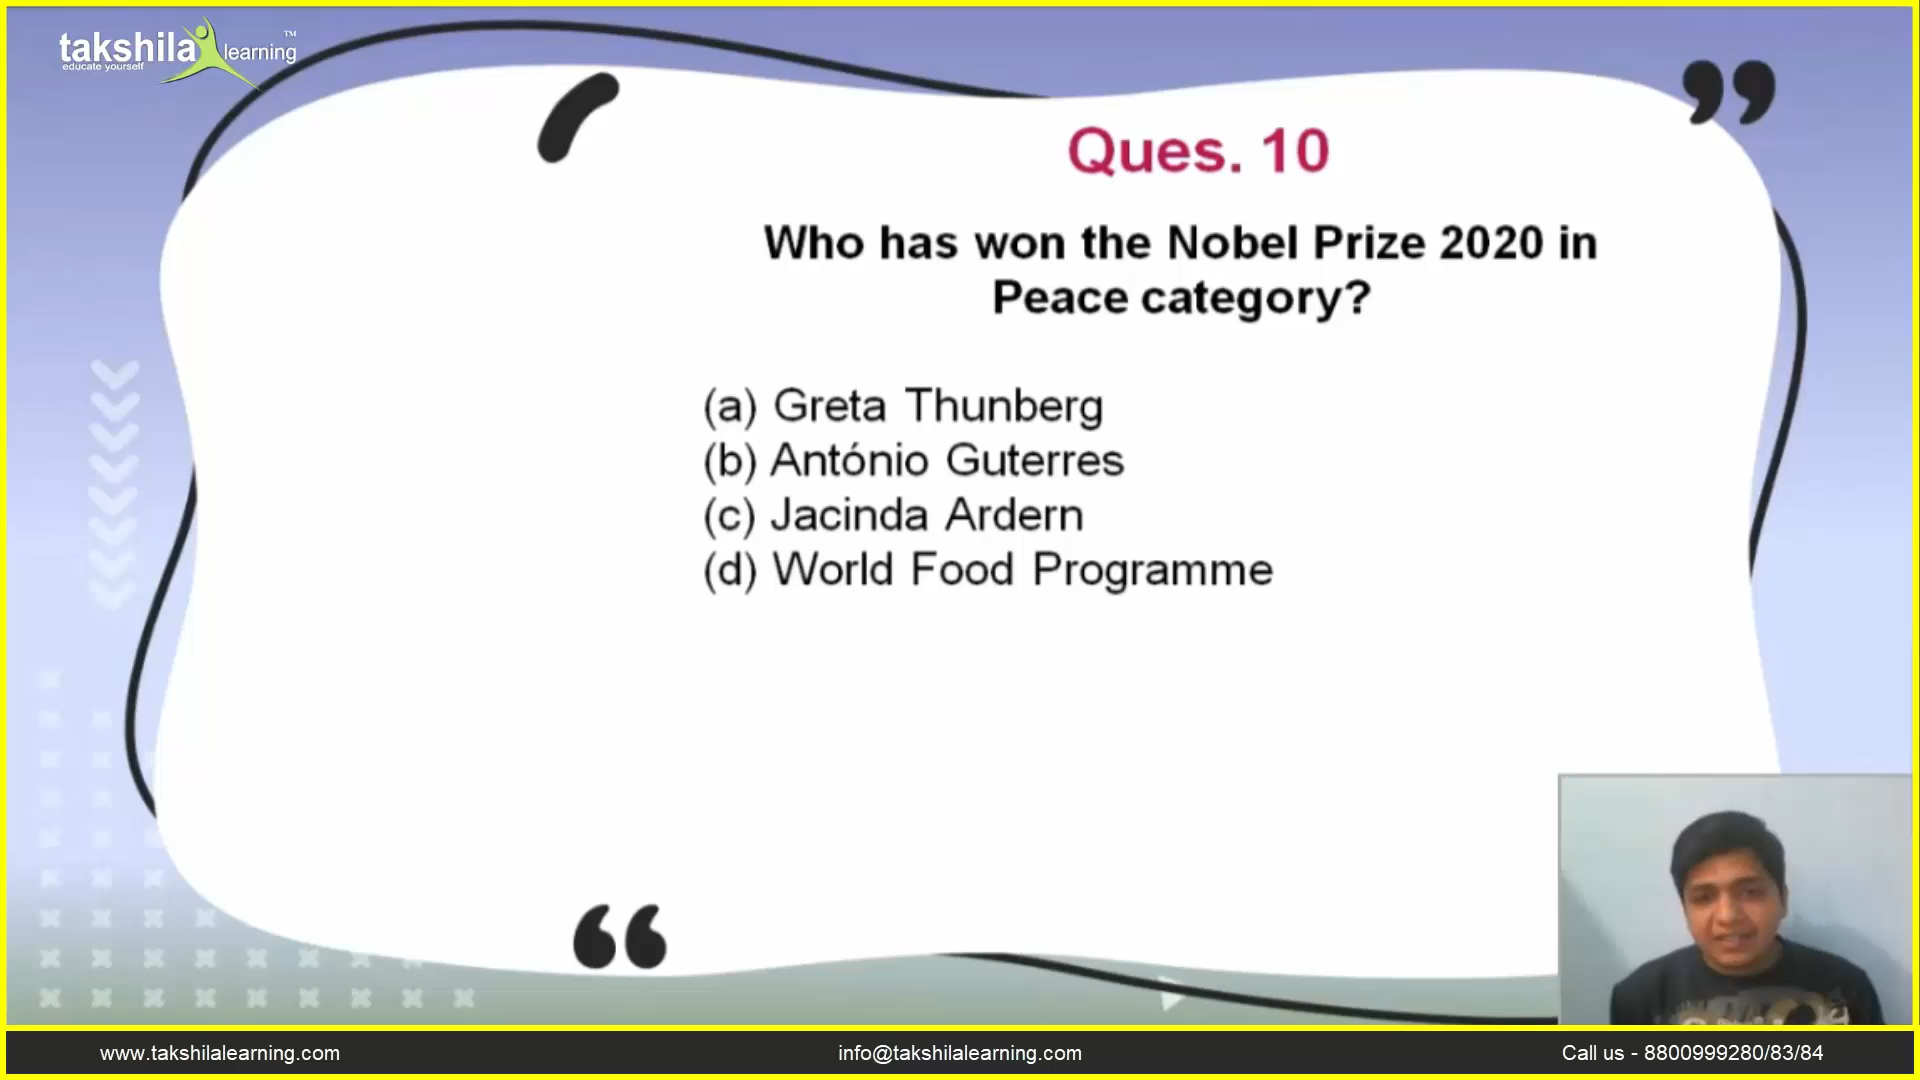 takshila learning™
educate yourself
Ques. 10
Who has won the Nobel Prize 2020 in
Peace category?
(a) Greta Thunberg
(b) António Guterres
(c) Jacinda Ardern
(d) World Food Programme
www.takshilalearning.com
info@takshilalearning.com
Call us - 8800999280/83/84